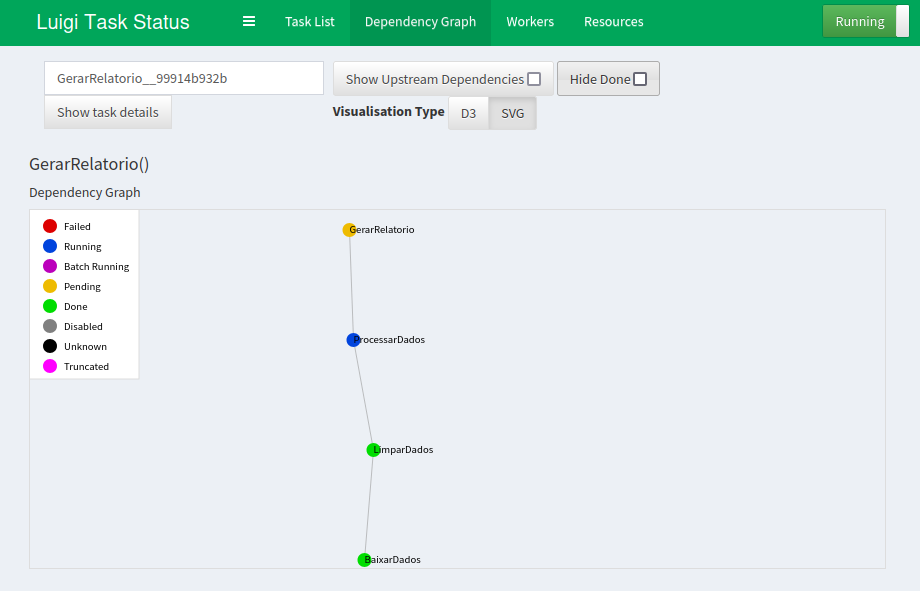 Luigi Task Status
Task List
Dependency Graph
Workers
Resources
Running
GerarRelatorio__99914b932b
Show Upstream Dependencies
Hide Done
Show task details
Visualisation Type
D3
SVG
GerarRelatorio()
Dependency Graph
Failed
Running
Batch Running
Pending
Done
Disabled
Unknown
Truncated
GerarRelatorio
ProcessarDados
LimparDados
BaixarDados